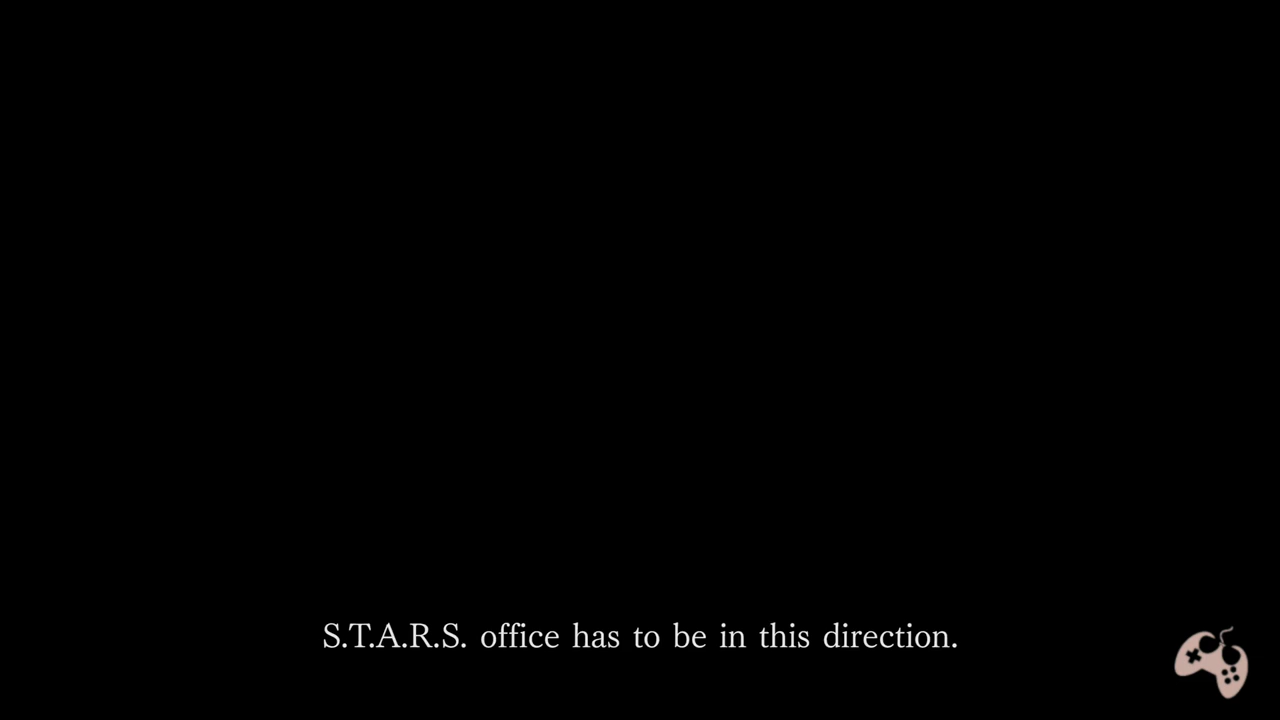 S.T.A.R.S. office has to be in this direction.